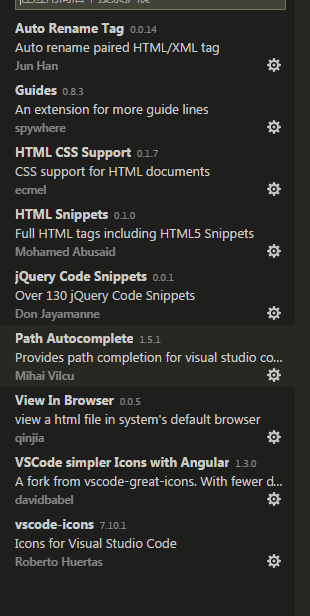 Auto Rename Tag 0.0.14
Auto rename paired HTML/XML tag
Jun Han
Guides 0.8.3
An extension for more guide lines
spywhere
HTML CSS Support 0.1.7
CSS support for HTML documents
ecmel
HTML Snippets 0.1.0
Full HTML tags including HTML5 Snippets
Mohamed Abusaid
jQuery Code Snippets 0.0.1
Over 130 jQuery Code Snippets
Don Jayamanne
Path Autocomplete 1.5.1
Provides path completion for visual studio co...
Mihai Vilcu
View In Browser 0.0.5
view a html file in system's default browser
qinjia
VSCode simpler Icons with Angular 1.3.0
A fork from vscode-great-icons. With fewer d...
davidbabel
vscode-icons 7.10.1
Icons for Visual Studio Code
Roberto Huertas